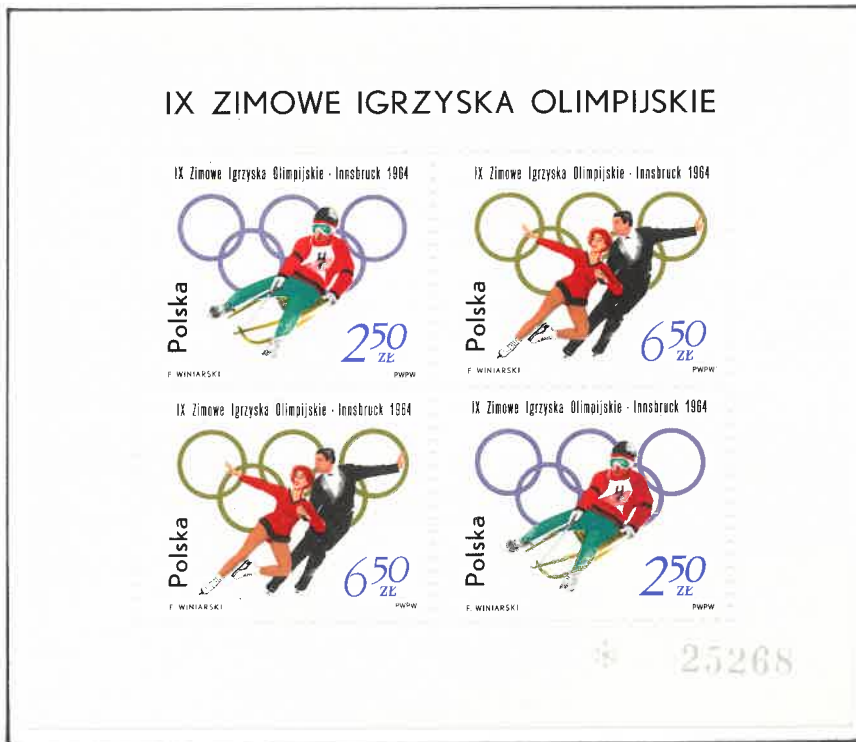 IX ZIMOWE IGRZYSKA OLIMPIJSKIE
IX Zimowe Igrzyska Olimpijskie · Innsbruck 1964
Polska
2 50 ZŁ
F. WINIARSKI
PWPW
IX Zimowe Igrzyska Olimpijskie · Innsbruck 1964
Polska
6 50 ZŁ
F. WINIARSKI
PWPW
IX Zimowe Igrzyska Olimpijskie · Innsbruck 1964
Polska
6 50 ZŁ
F. WINIARSKI
PWPW
IX Zimowe Igrzyska Olimpijskie · Innsbruck 1964
Polska
2 50 ZŁ
F. WINIARSKI
PWPW
* 25268